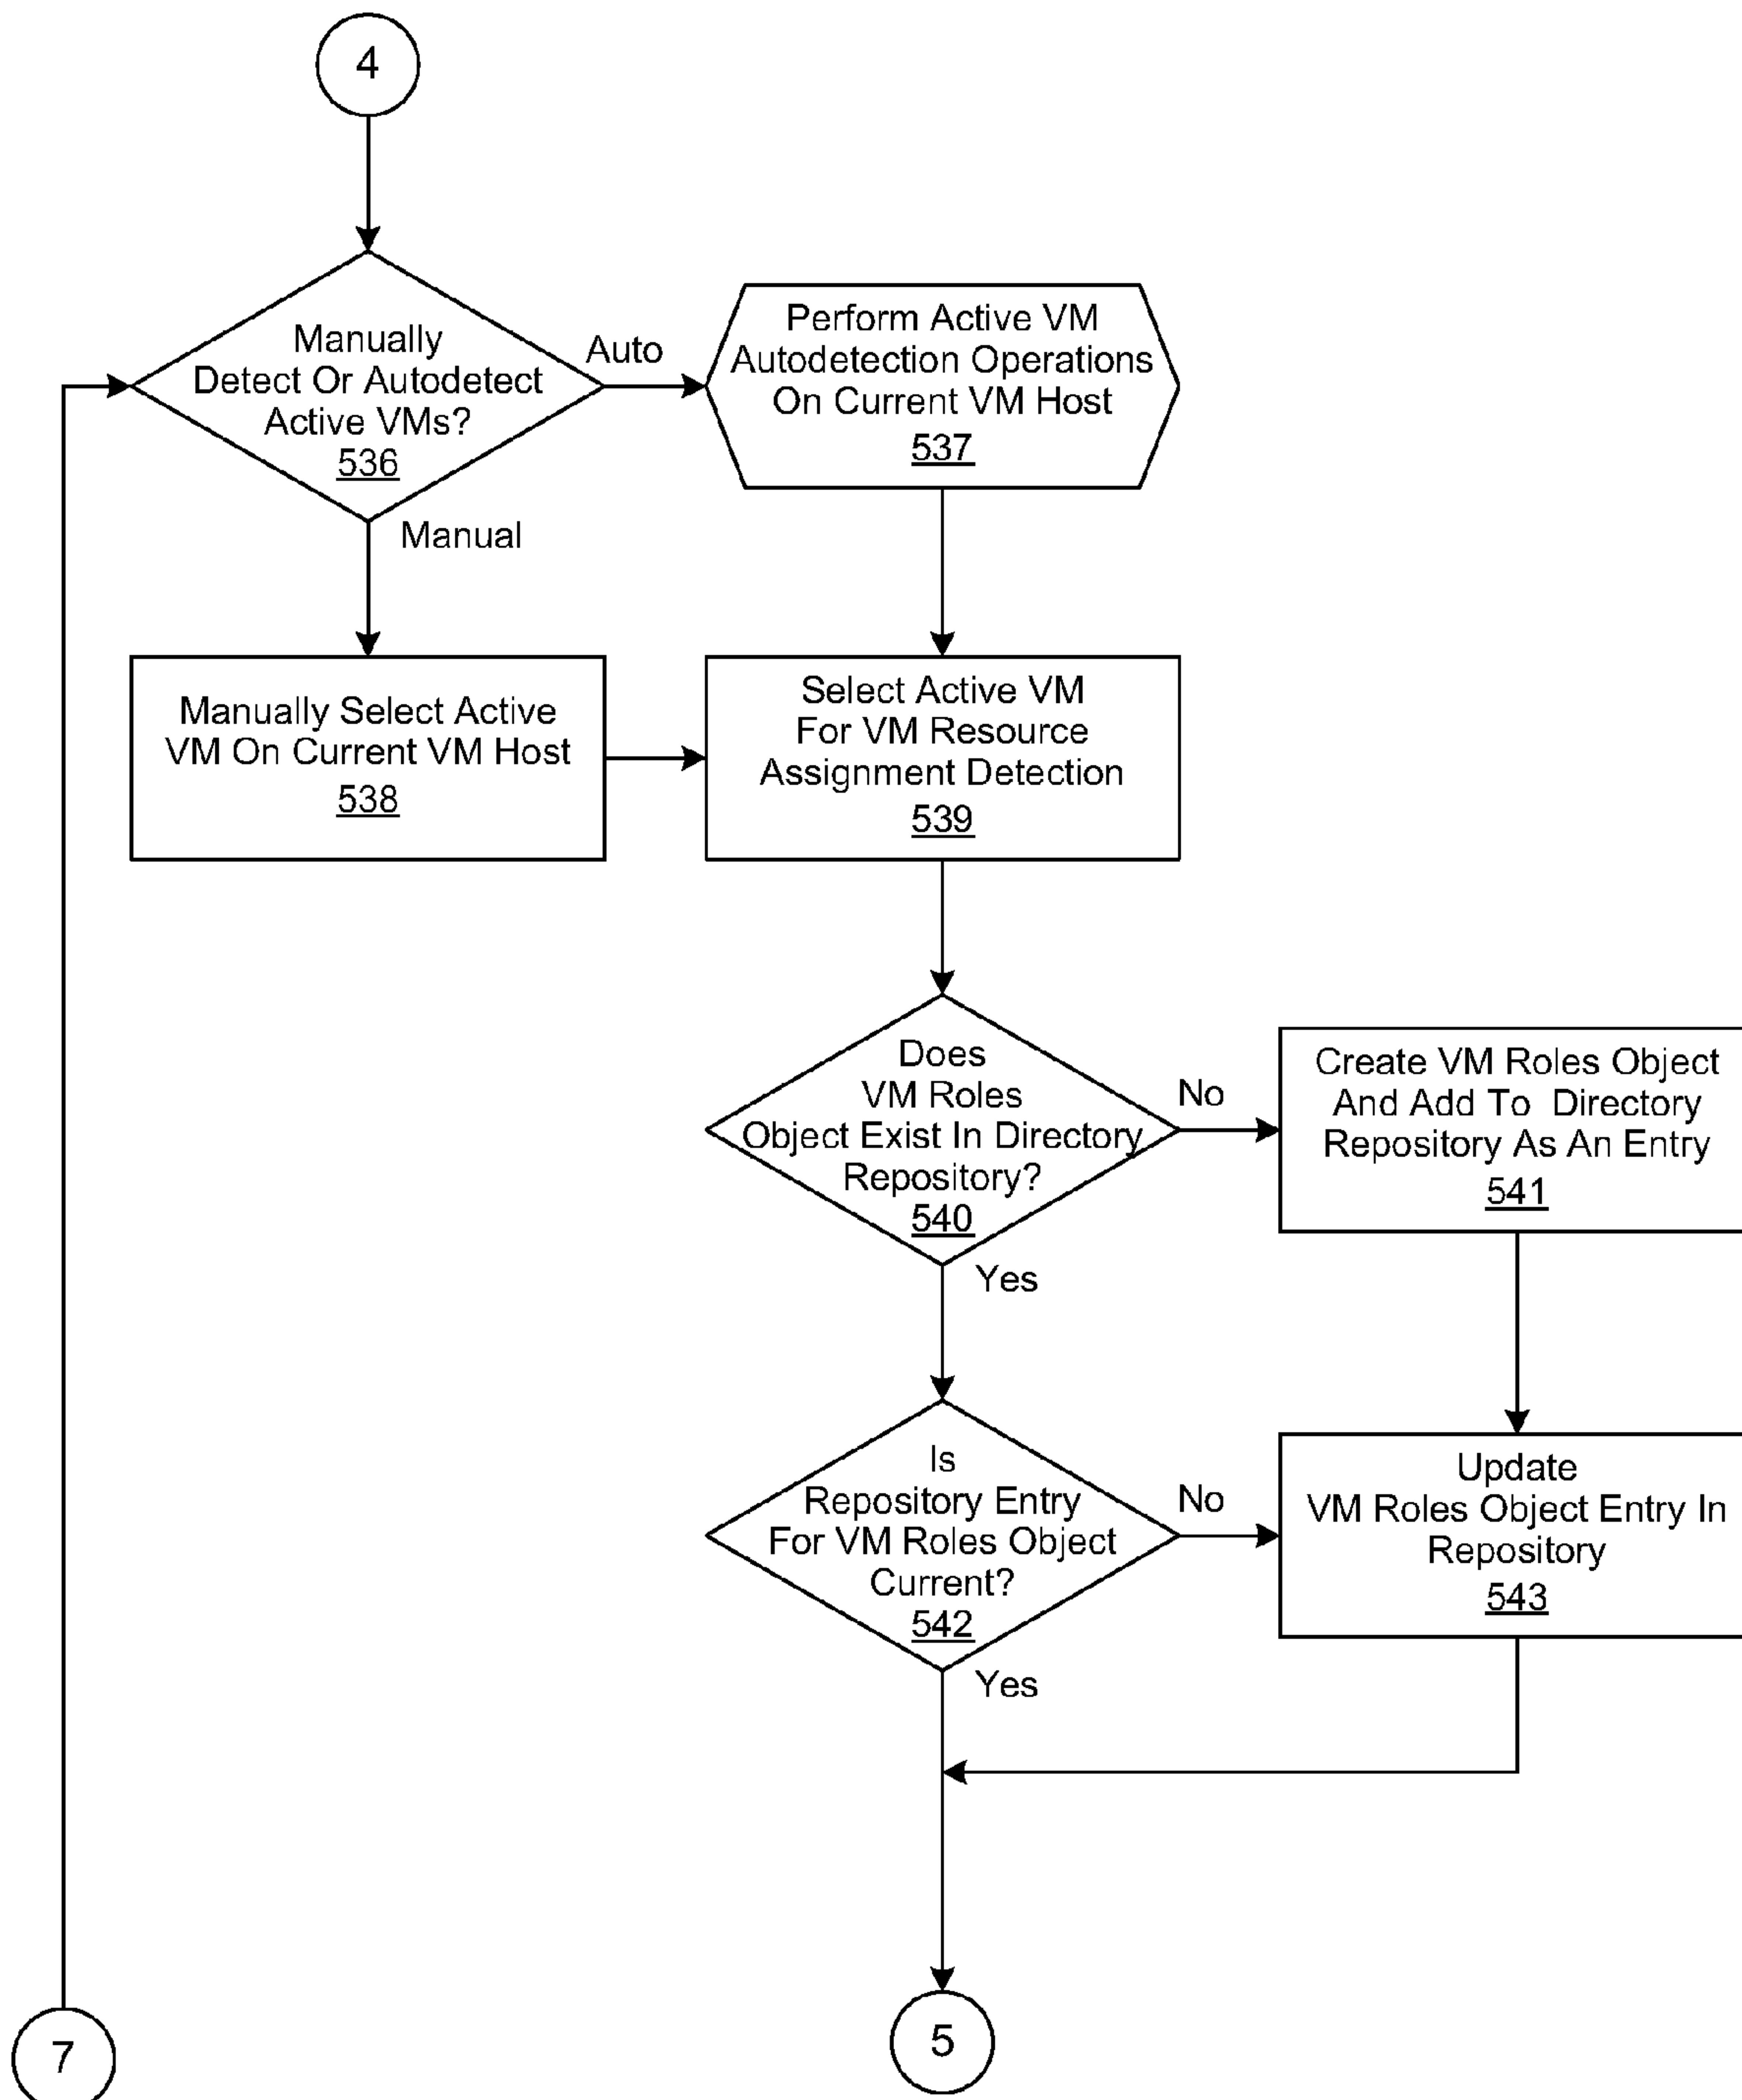 4
Manually
Detect Or Autodetect
Active VMs?
536
Auto
Manual
Perform Active VM
Autodetection Operations
On Current VM Host
537
Manually Select Active
VM On Current VM Host
538
Select Active VM
For VM Resource
Assignment Detection
539
Does
VM Roles
Object Exist In Directory
Repository?
540
No
Yes
Create VM Roles Object
And Add To Directory
Repository As An Entry
541
Is
Repository Entry
For VM Roles Object
Current?
542
No
Yes
Update
VM Roles Object Entry In
Repository
543
7
5